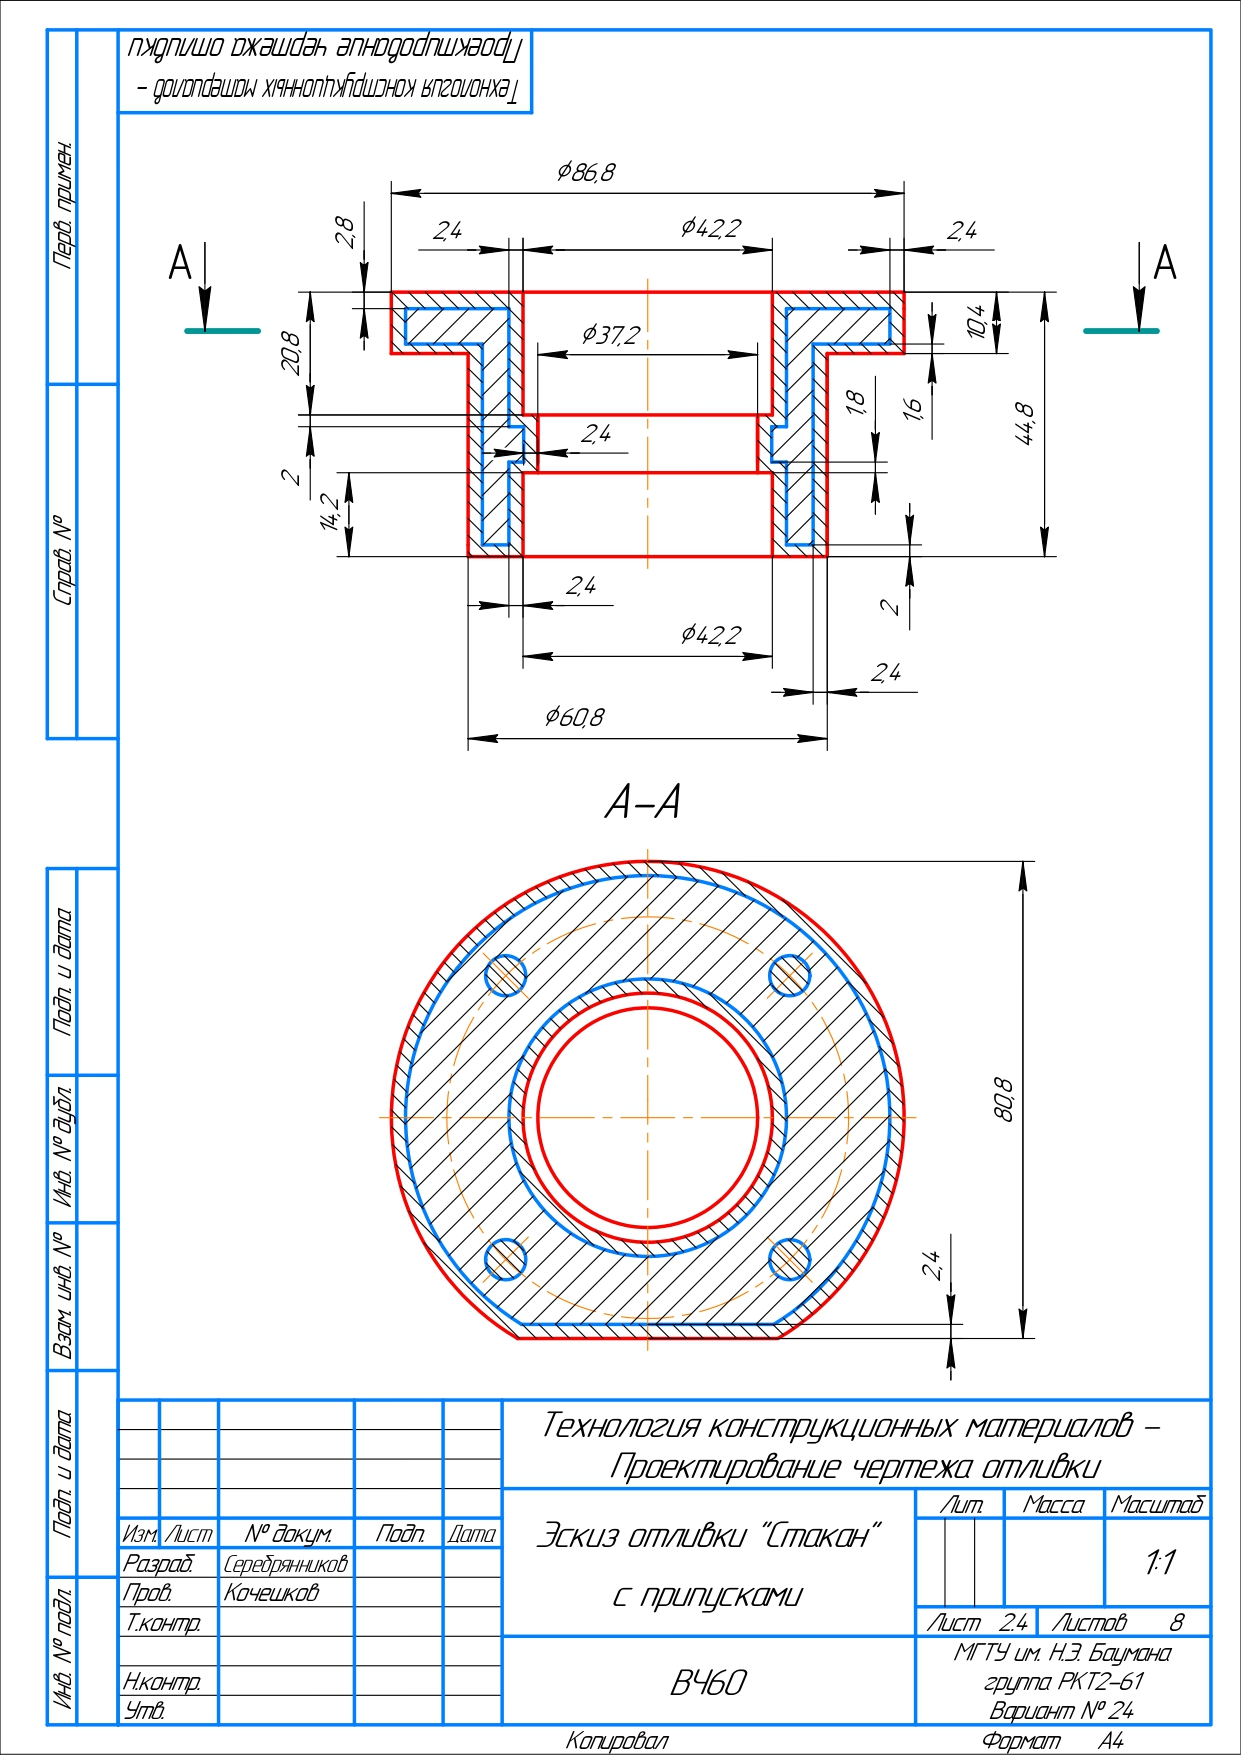 Технология конструкционных материалов -
Проектирование чертежа отливки
Перв. примен.
Справ. №
Подп. и дата
Инв. № дубл.
Взам. инв. №
Подп. и дата
Инв. № подл.
ϕ86,8
2,8
2,4
ϕ42,2
2,4
А
А
20,8
ϕ37,2
10,4
1,8
1,6
44,8
2,4
2
14,2
2,4
2
ϕ42,2
2,4
ϕ60,8
А-А
80,8
2,4
Технология конструкционных материалов -
Проектирование чертежа отливки
Изм. Лист № докум. Подп. Дата
Разраб. Серебрянников
Пров. Кочешков
Т.контр.
Н.контр.
Утв.
Эскиз отливки "Стакан"
с припусками
ВЧ60
Лит. Масса Масштаб
1:1
Лист 2.4 Листов 8
МГТУ им. Н.Э. Баумана
группа РКТ2-61
Вариант № 24
Копировал Формат А4